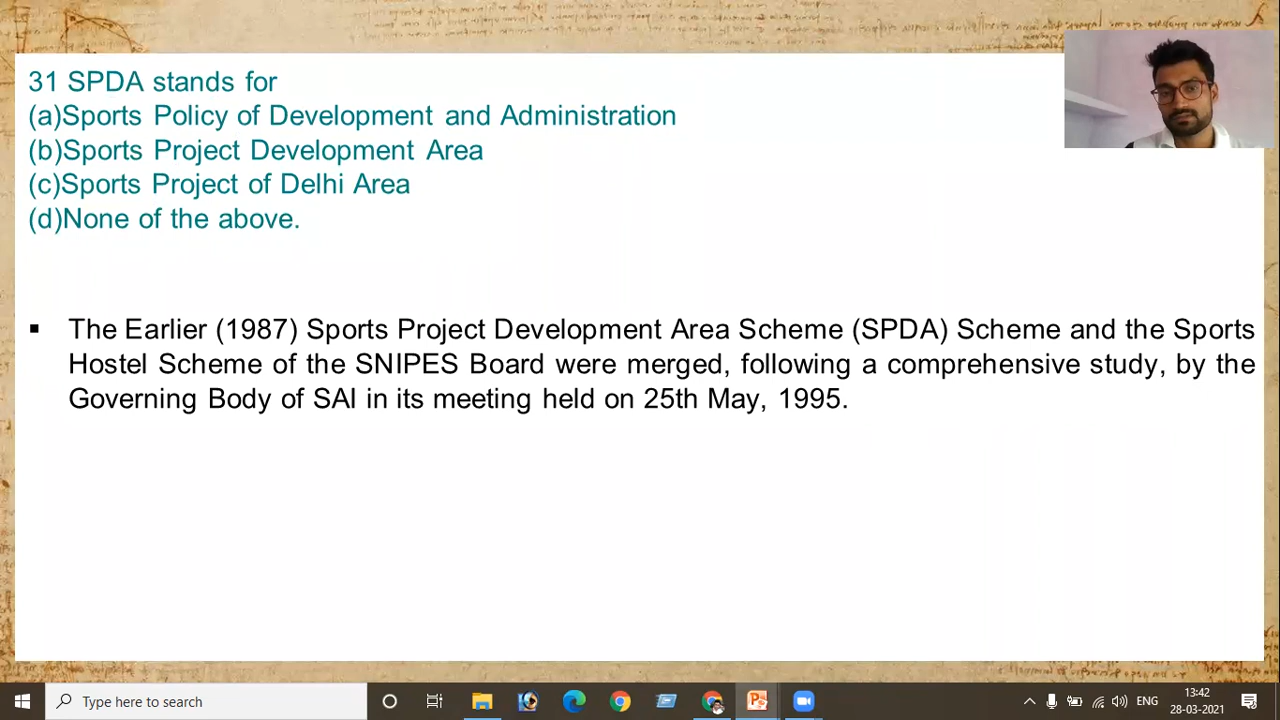 31 SPDA stands for
(a)Sports Policy of Development and Administration
(b)Sports Project Development Area
(c)Sports Project of Delhi Area
(d)None of the above.
▪ The Earlier (1987) Sports Project Development Area Scheme (SPDA) Scheme and the Sports
Hostel Scheme of the SNIPES Board were merged, following a comprehensive study, by the
Governing Body of SAI in its meeting held on 25th May, 1995.
Type here to search
ENG
13:42
28-03-2021